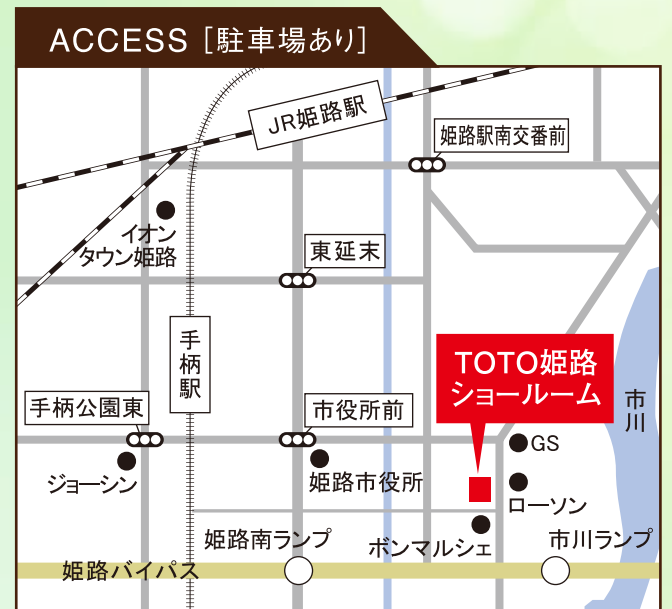 ACCESS [駐車場あり]
JR姫路駅
姫路駅南交番前
イオン
タウン姫路
東延末
手柄駅
TOTO姫路
ショールーム
手柄公園東
市役所前
市川
GS
ジョーシン
姫路市役所
ローソン
姫路南ランプ
ボンマルシェ
市川ランプ
姫路バイパス